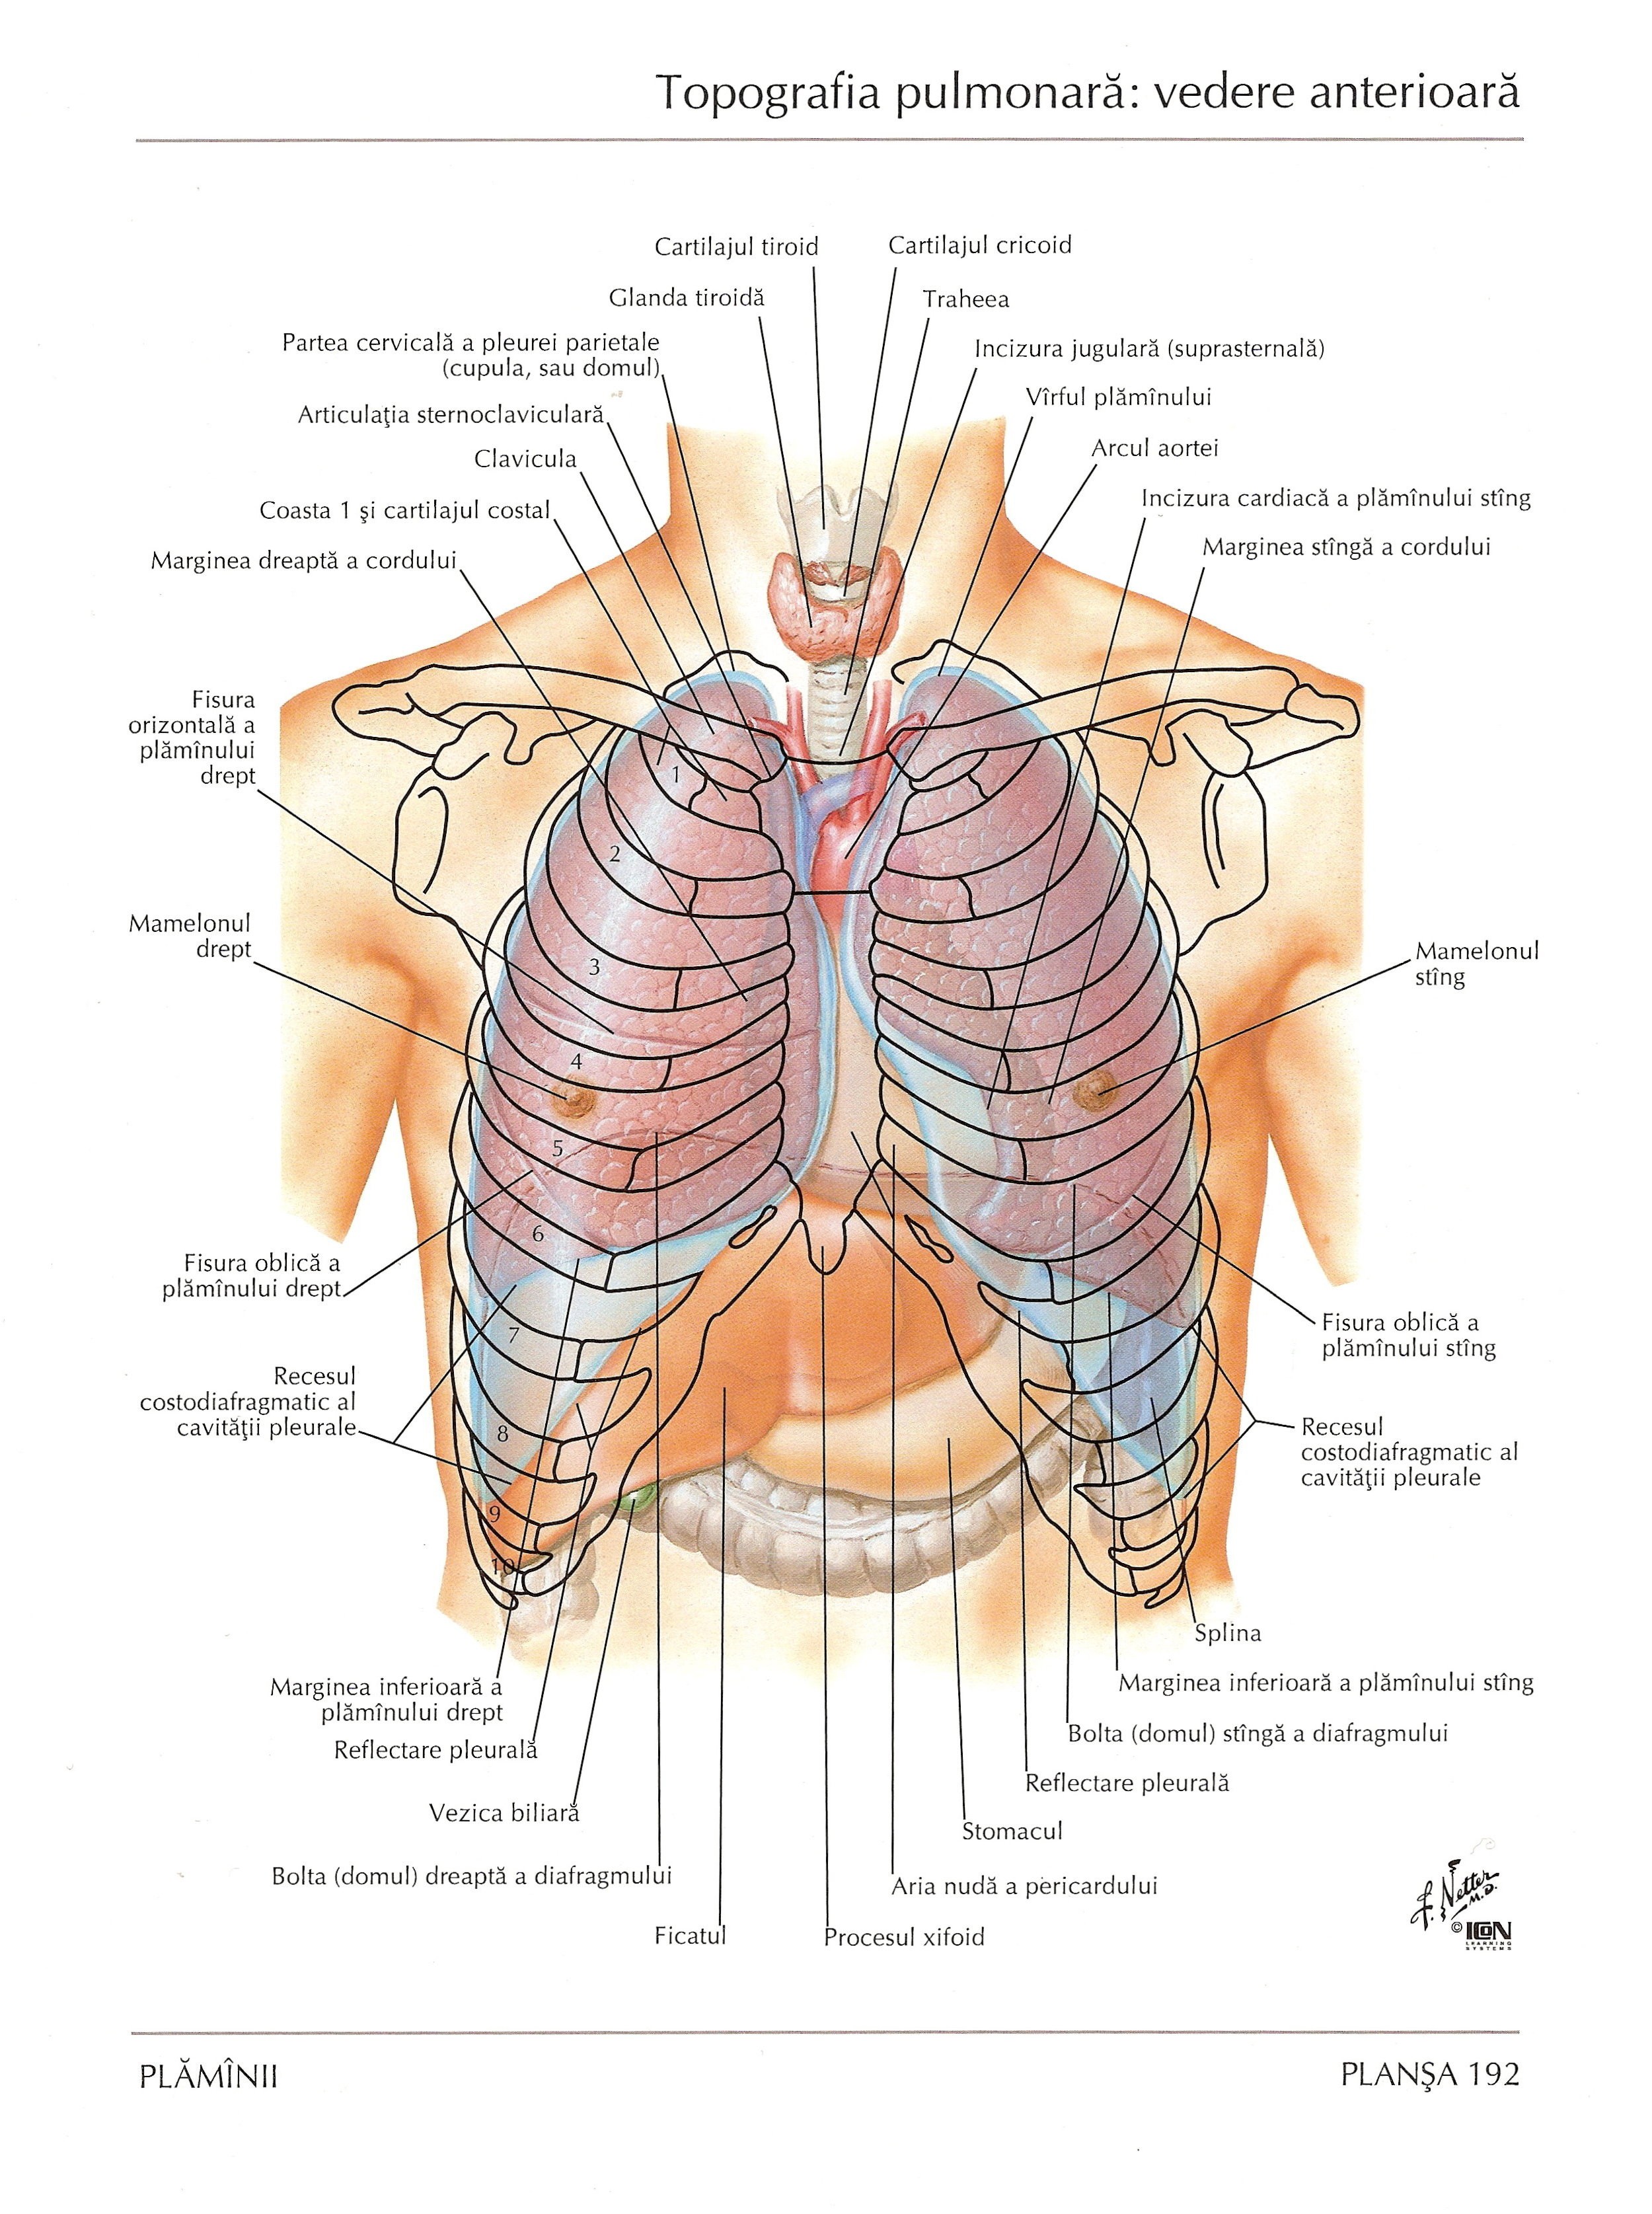 Topografia pulmonară: vedere anterioară
Cartilajul tiroid
Cartilajul cricoid
Glanda tiroidă
Traheea
Partea cervicală a pleurei parietale
(cupula, sau domul)
Incizura jugulară (suprasternală)
Vîrful plămînului
Articulaţia sternoclaviculară
Arcul aortei
Clavicula
Incizura cardiacă a plămînului stîng
Coasta 1 şi cartilajul costal
Marginea stîngă a cordului
Marginea dreaptă a cordului
Fisura
orizontală a
plămînului
drept
1
2
3
4
5
6
7
8
9
10
Mamelonul
drept
Mamelonul
stîng
Fisura oblică a
plămînului drept
Fisura oblică a
plămînului stîng
Recesul
costodiafragmatic al
cavităţii pleurale
Recesul
costodiafragmatic al
cavităţii pleurale
Splina
Marginea inferioară a
plămînului drept
Marginea inferioară a plămînului stîng
Reflectare pleurală
Bolta (domul) stîngă a diafragmului
Reflectare pleurală
Vezica biliară
Stomacul
Bolta (domul) dreaptă a diafragmului
Aria nudă a pericardului
Ficatul
Procesul xifoid
F. Netter
M.D.
© ICON
LEARNING
SYSTEMS
PLĂMÎNII
PLANŞA 192